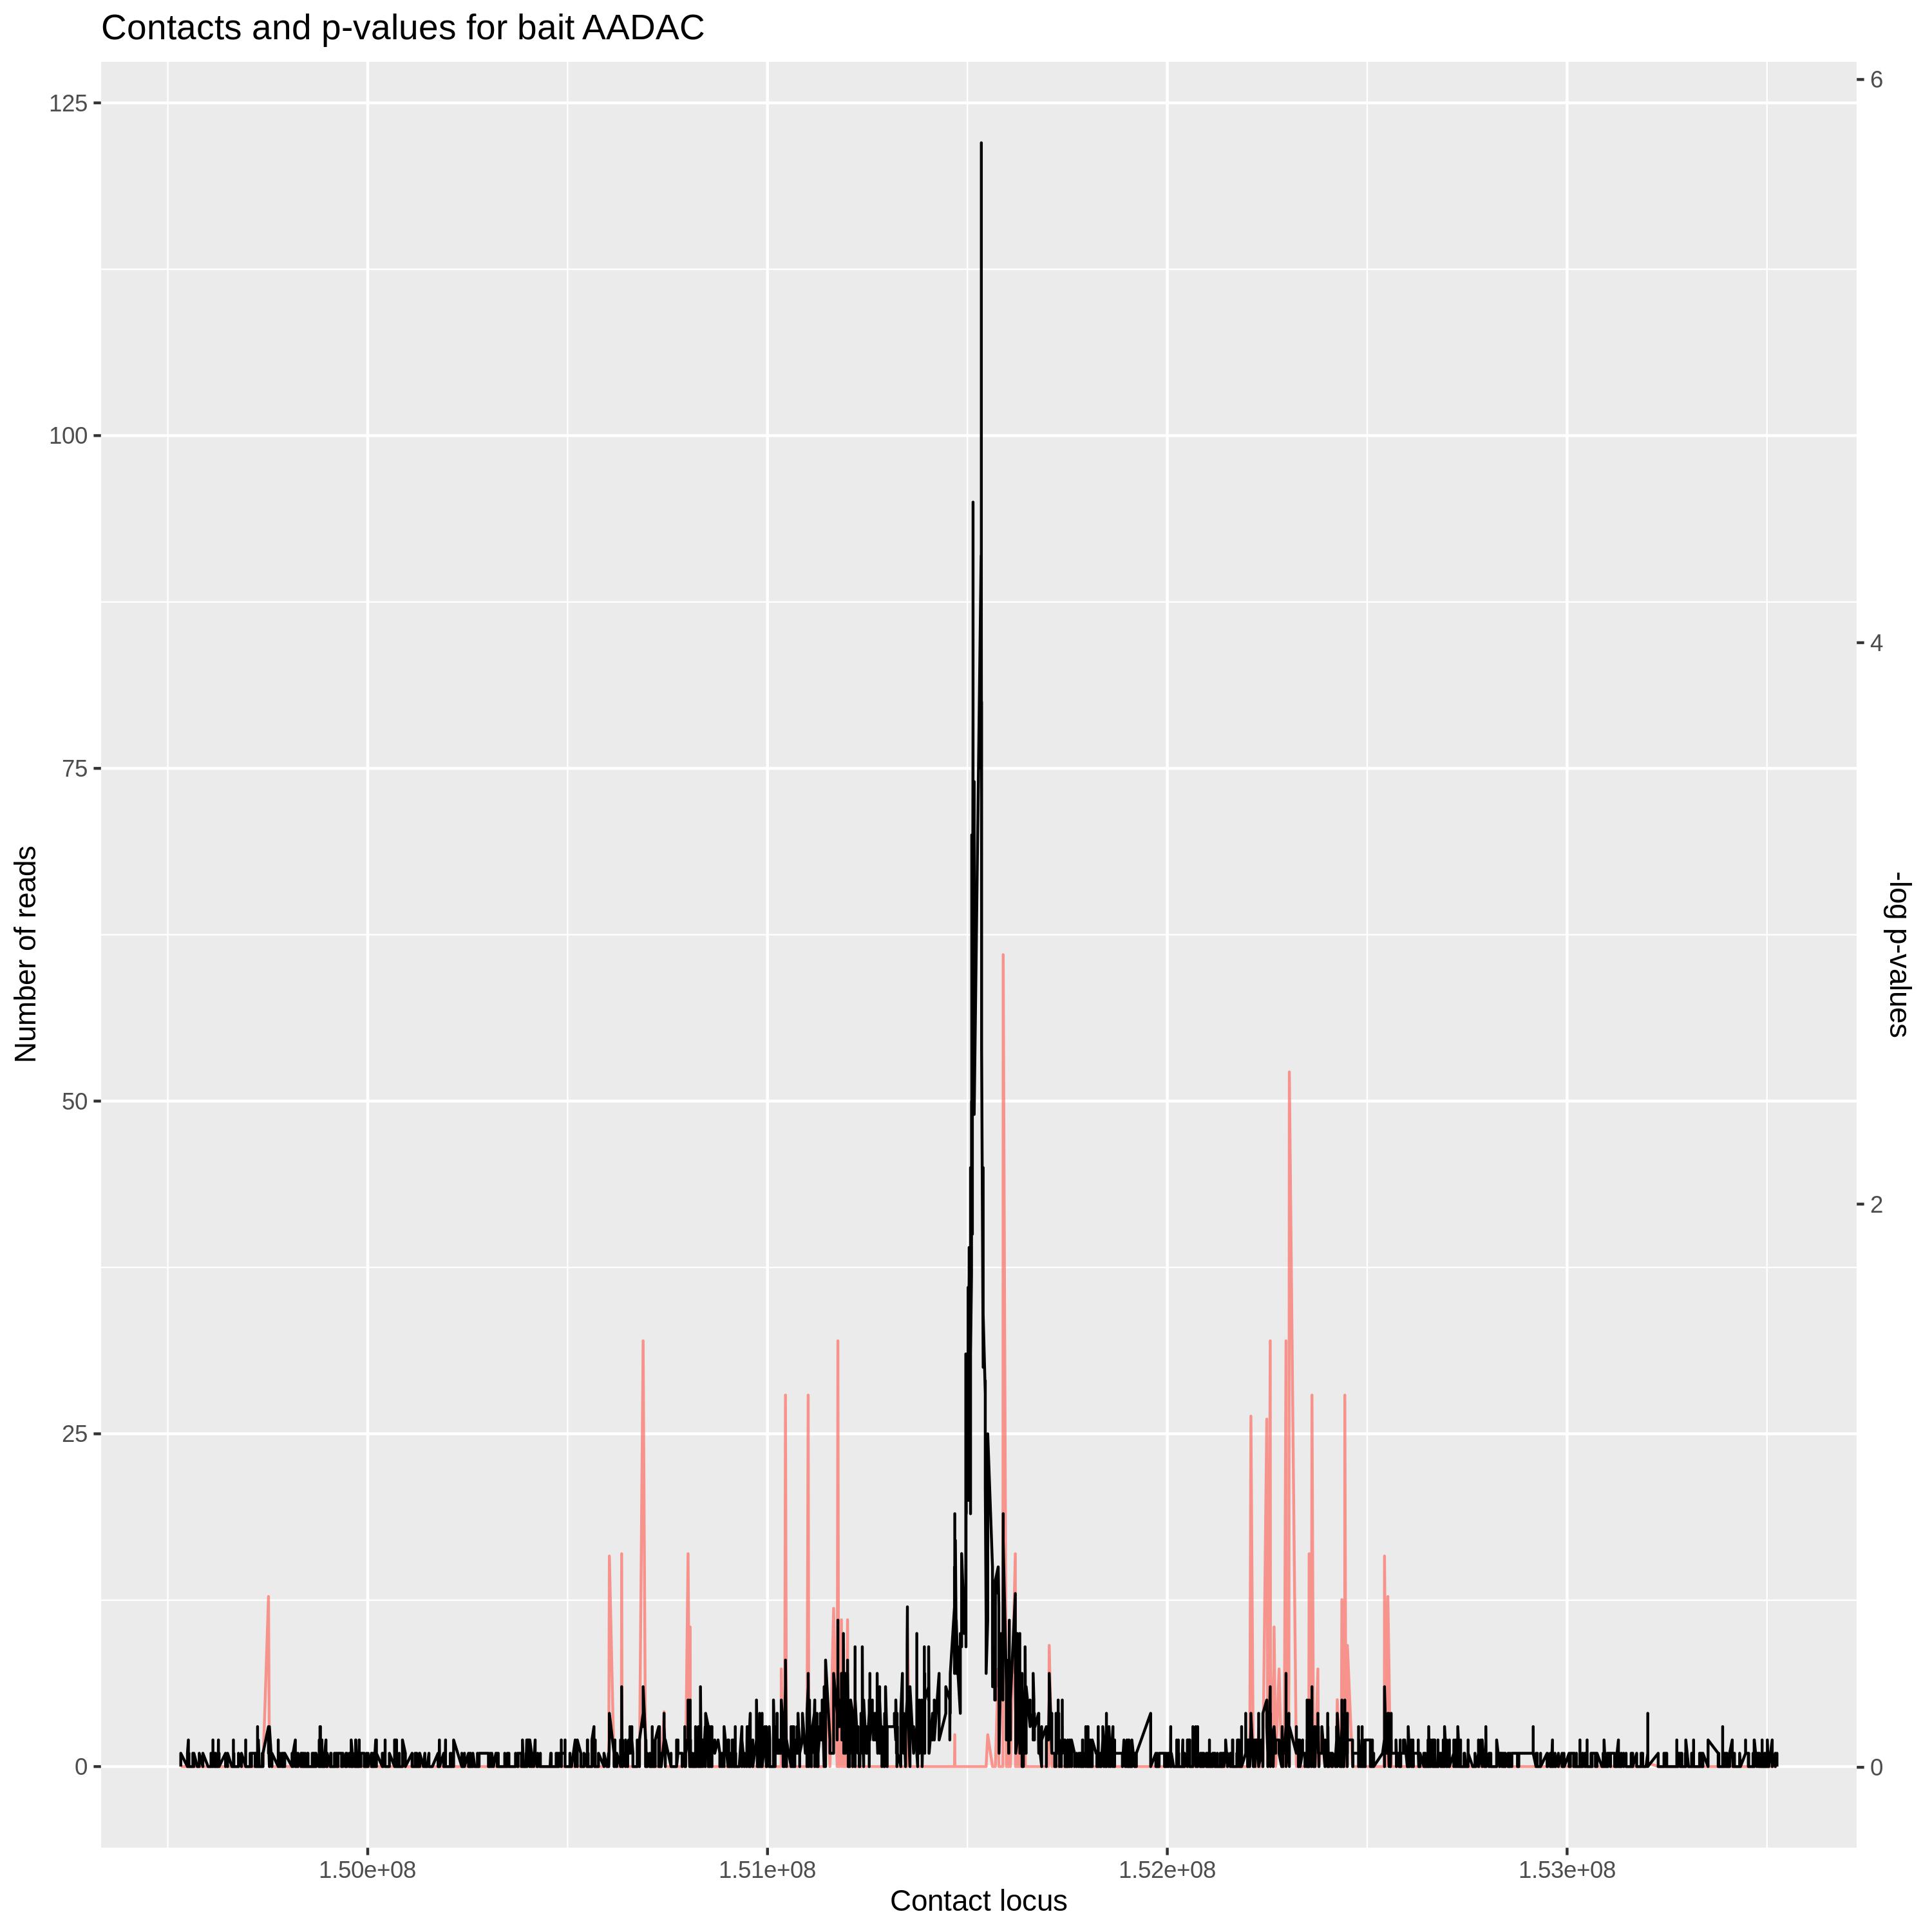 Contacts and p-values for bait AADAC
125
100
75
50
25
0
Number of reads
6
4
2
0
-log p-values
1.50e+08
1.51e+08
1.52e+08
1.53e+08
Contact locus